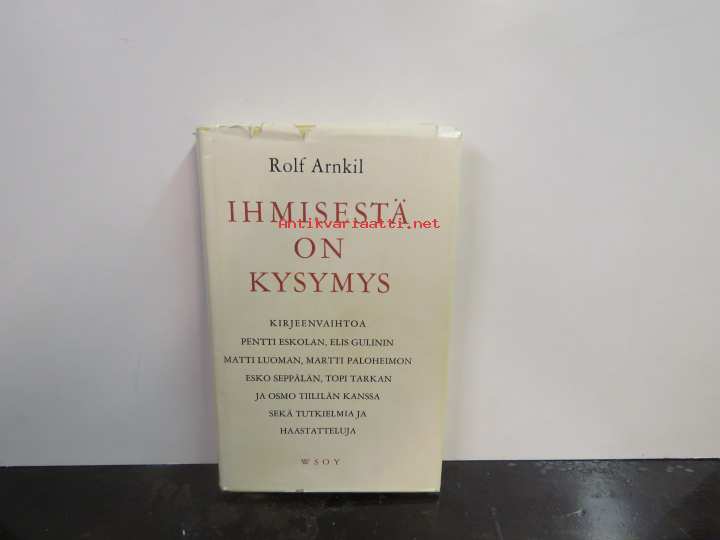 Rolf Arnkil
IHMISESTÄ
Antikvariaatti.net
ON
KYSYMYS
KIRJEENVAIHTOA
PENTTI ESKOLAN, ELIS GULININ
MATTI LUOMAN, MARTTI PALOHEIMON
ESKO SEPPÄLÄN, TOPI TARKAN
JA OSMO TIILILÄN KANSSA
SEKÄ TUTKIELMIA JA
HAASTATTELUJA
WSOY